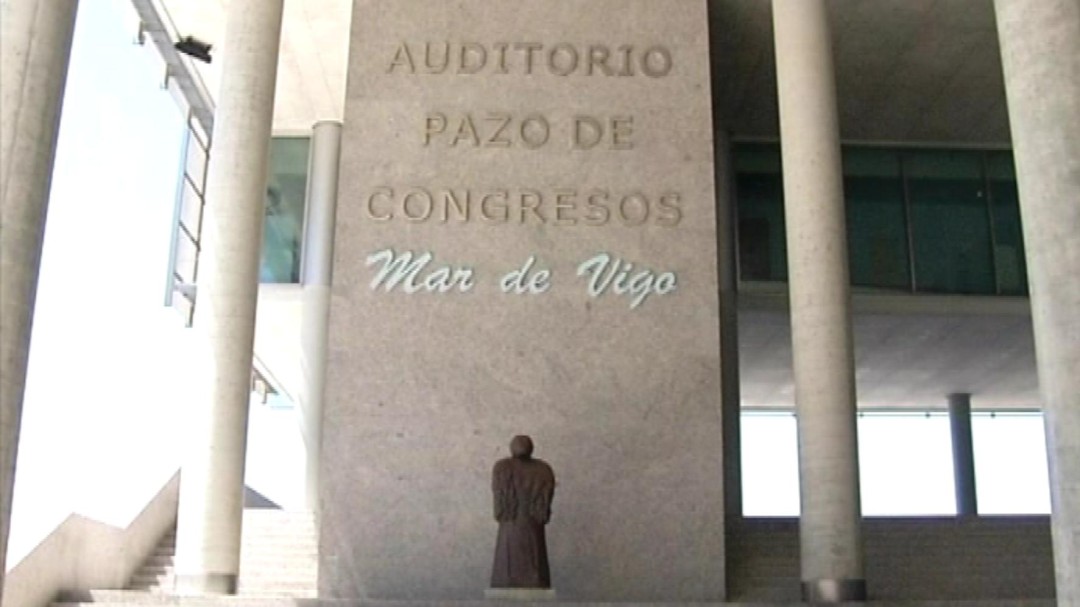 AUDITORIO
PAZO DE
CONGRESOS
Mar de Vigo